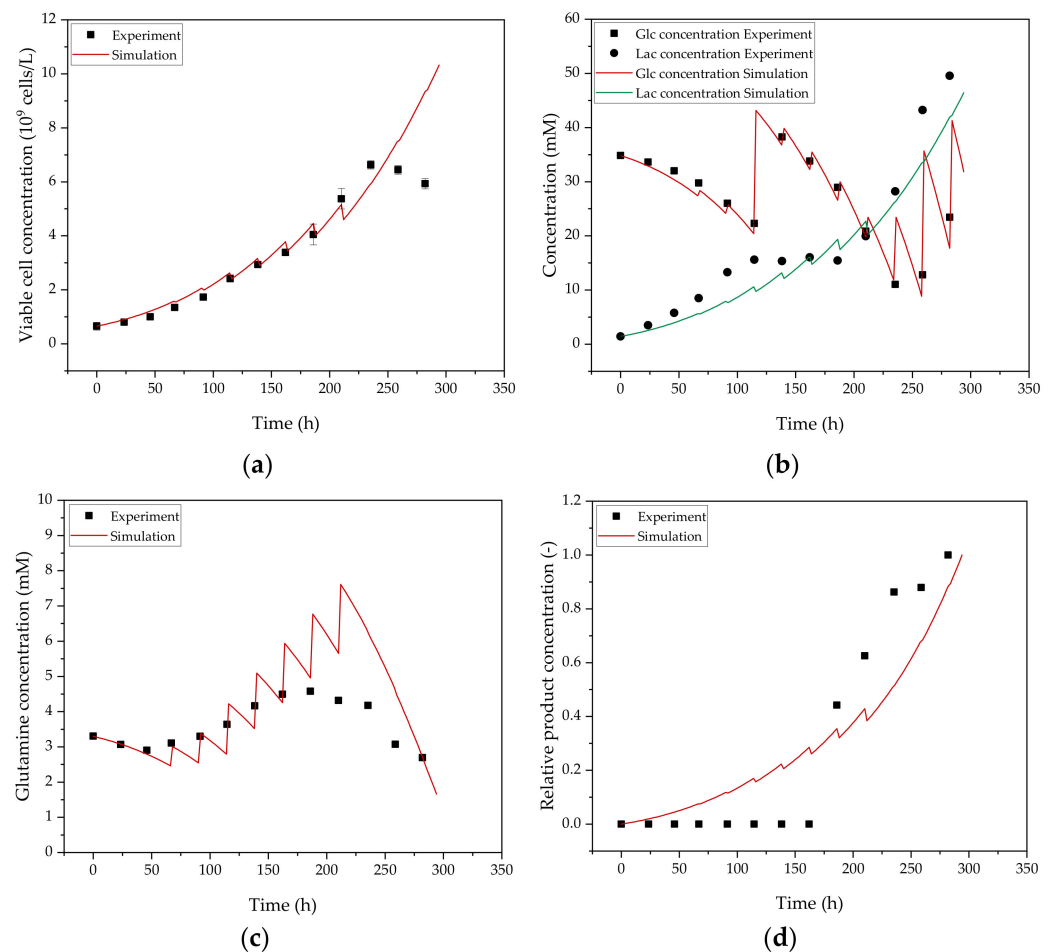 Viable cell concentration (10⁹ cells/L)
12
10
8
6
4
2
0
Experiment
Simulation
0 50 100 150 200 250 300 350
Time (h)
(a)
Concentration (mM)
60
50
40
30
20
10
0
Glc concentration Experiment
Lac concentration Experiment
Glc concentration Simulation
Lac concentration Simulation
0 50 100 150 200 250 300 350
Time (h)
(b)
Glutamine concentration (mM)
10
9
8
7
6
5
4
3
2
1
0
Experiment
Simulation
0 50 100 150 200 250 300 350
Time (h)
(c)
Relative product concentration (-)
1.2
1.0
0.8
0.6
0.4
0.2
0.0
Experiment
Simulation
0 50 100 150 200 250 300 350
Time (h)
(d)